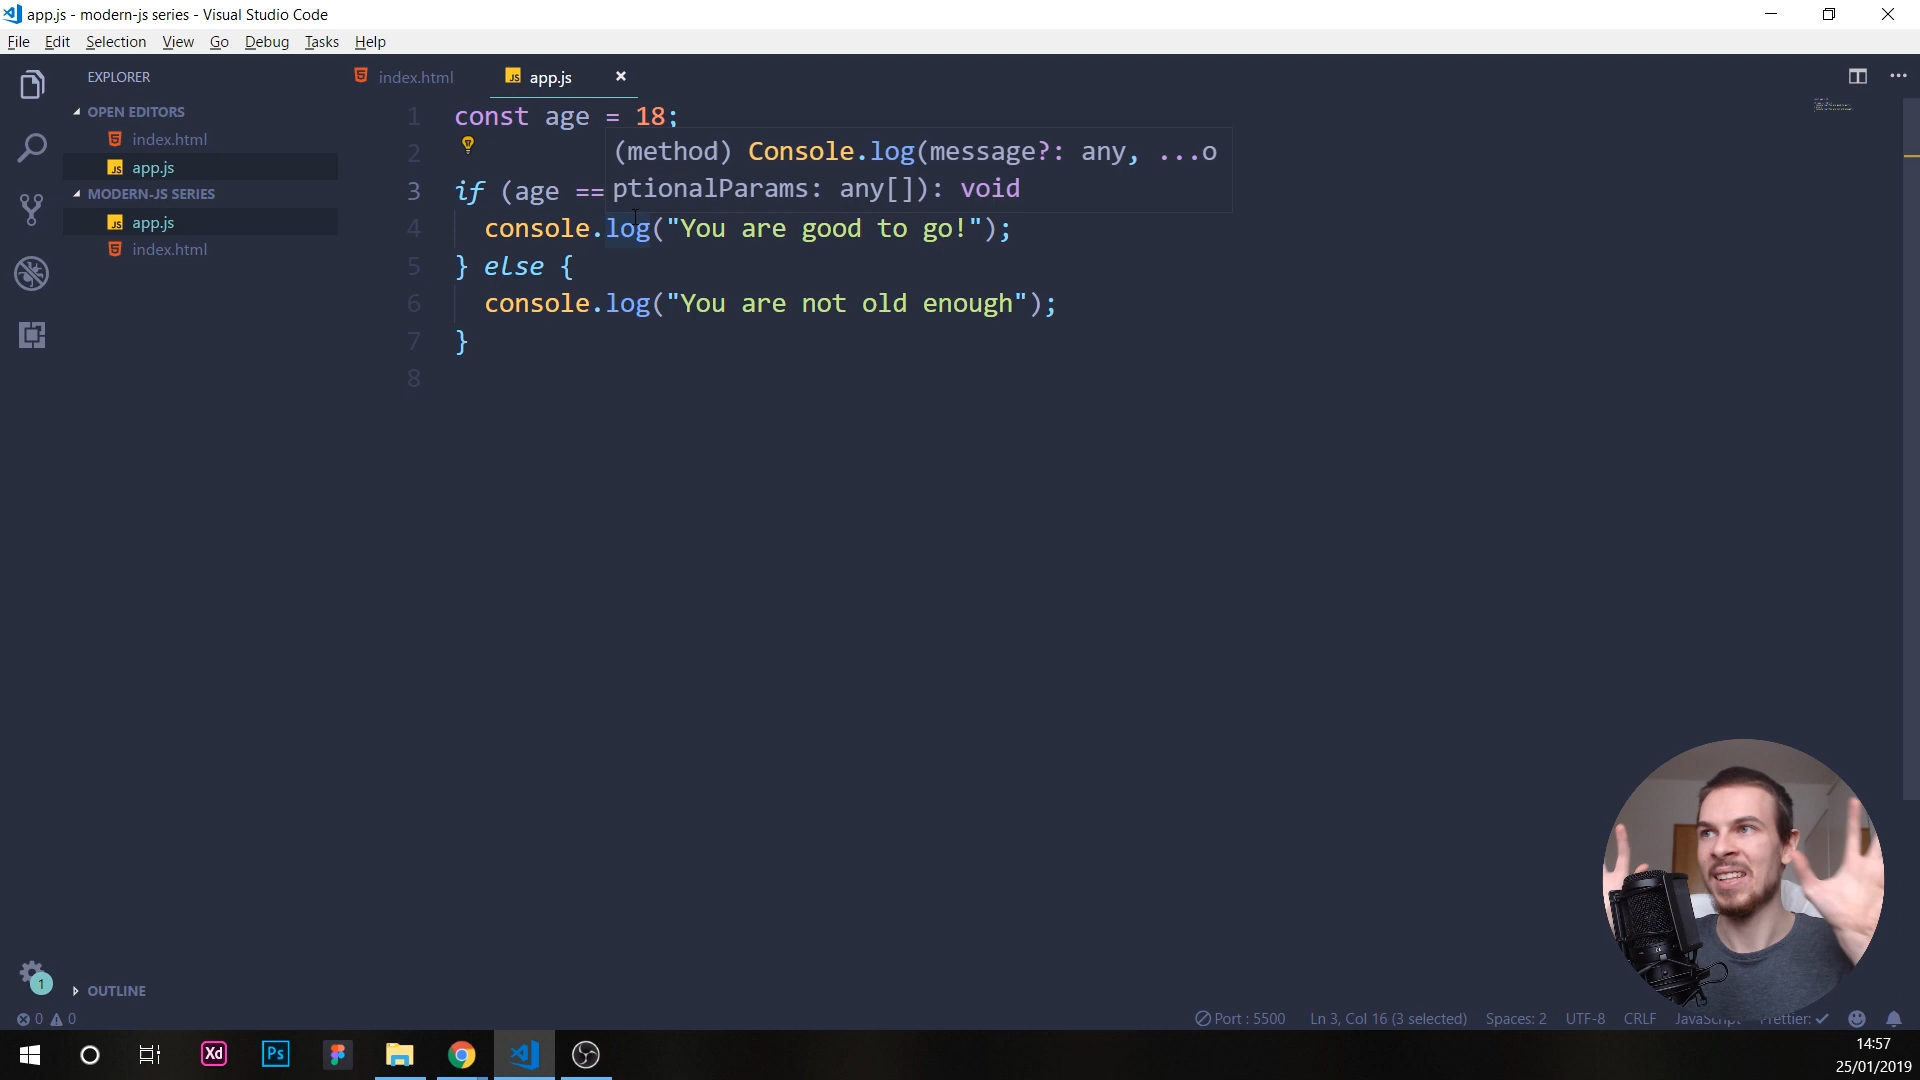 app.js - modern-js series - Visual Studio Code
File Edit Selection View Go Debug Tasks Help
EXPLORER
index.html
app.js
OPEN EDITORS
index.html
app.js
MODERN-JS SERIES
app.js
index.html
1 const age = 18;
2
(method) Console.log(message?: any, ...o
ptionalParams: any[]): void
3 if (age ==
4 console.log("You are good to go!");
5 } else {
6 console.log("You are not old enough");
7 }
8
1
OUTLINE
0 0
Port : 5500 Ln 3, Col 16 (3 selected) Spaces: 2 UTF-8 CRLF
Xd Ps
14:57
25/01/2019